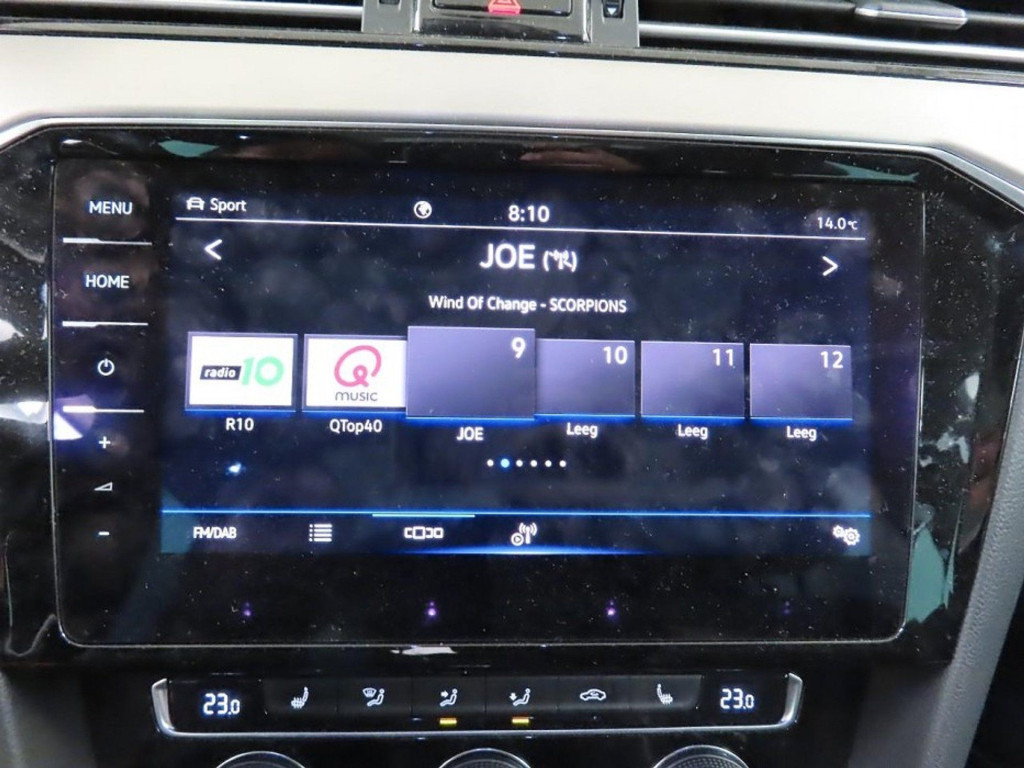 MENU
HOME
+
-
Sport
8:10
14.0°C
< JOE >
Wind Of Change - SCORPIONS
radio 10
Q MUSIC
9
10
11
12
R10
QTop40
JOE
Leeg
Leeg
Leeg
FM/DAB
23.0
23.0